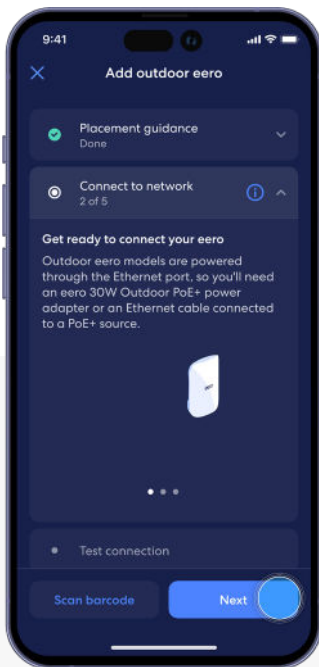 9:41
Add outdoor eero
Placement guidance
Done
Connect to network
2 of 5
Get ready to connect your eero
Outdoor eero models are powered
through the Ethernet port, so you'll need
an eero 30W Outdoor PoE+ power
adapter or an Ethernet cable connected
to a PoE+ source.
Test connection
Scan barcode
Next